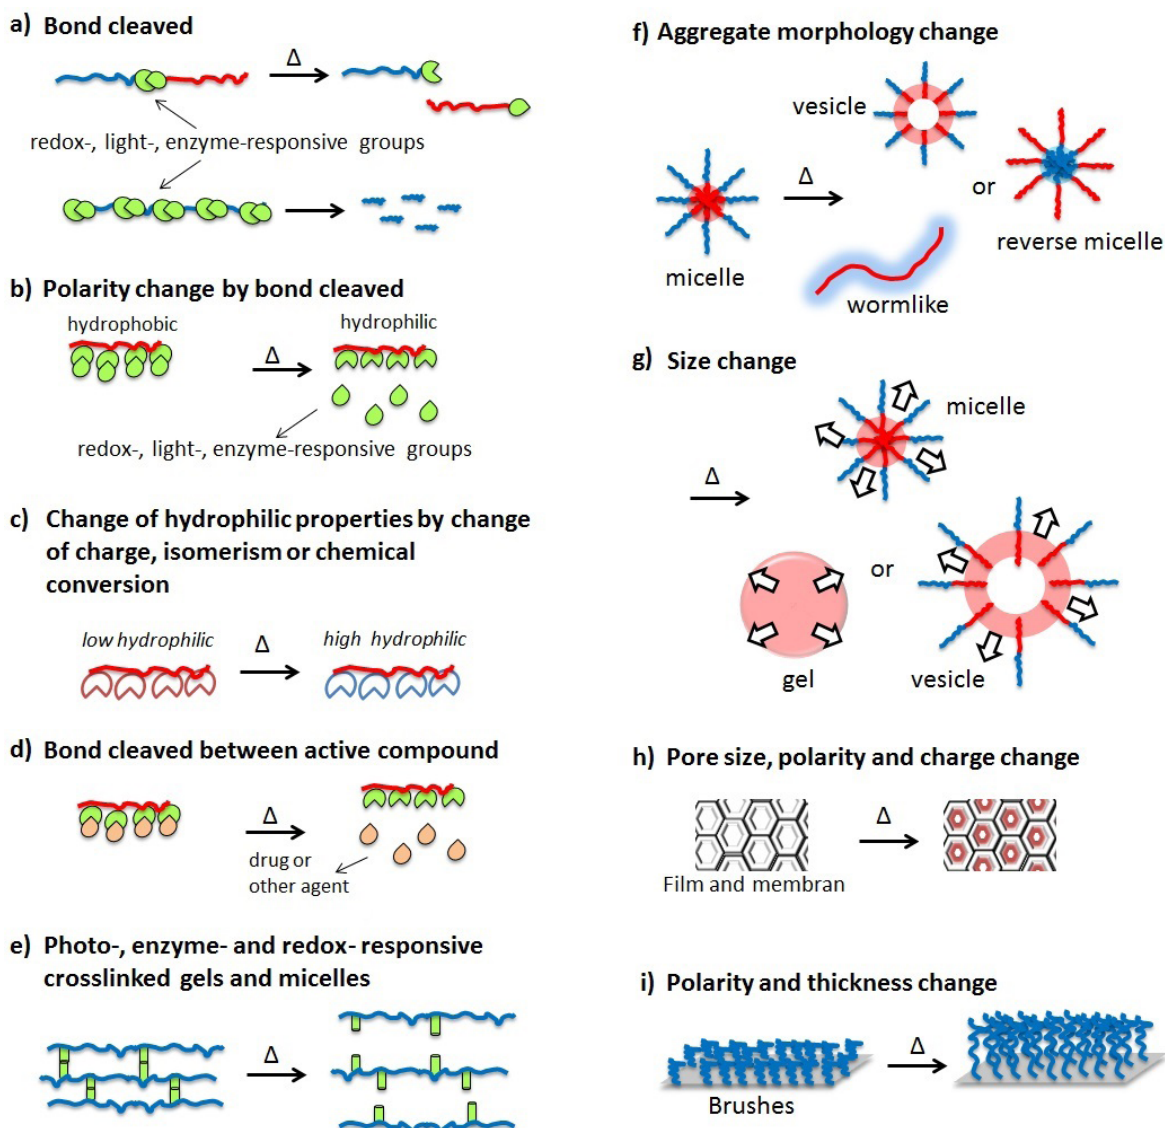 a) Bond cleaved
Δ
redox-, light-, enzyme-responsive groups
b) Polarity change by bond cleaved
hydrophobic
hydrophilic
Δ
redox-, light-, enzyme-responsive groups
c) Change of hydrophilic properties by change
of charge, isomerism or chemical
conversion
low hydrophilic
high hydrophilic
Δ
d) Bond cleaved between active compound
Δ
drug or
other agent
e) Photo-, enzyme- and redox- responsive
crosslinked gels and micelles
Δ
f) Aggregate morphology change
vesicle
Δ
or
reverse micelle
micelle
wormlike
g) Size change
micelle
Δ
or
gel
vesicle
h) Pore size, polarity and charge change
Δ
Film and membran
i) Polarity and thickness change
Δ
Brushes